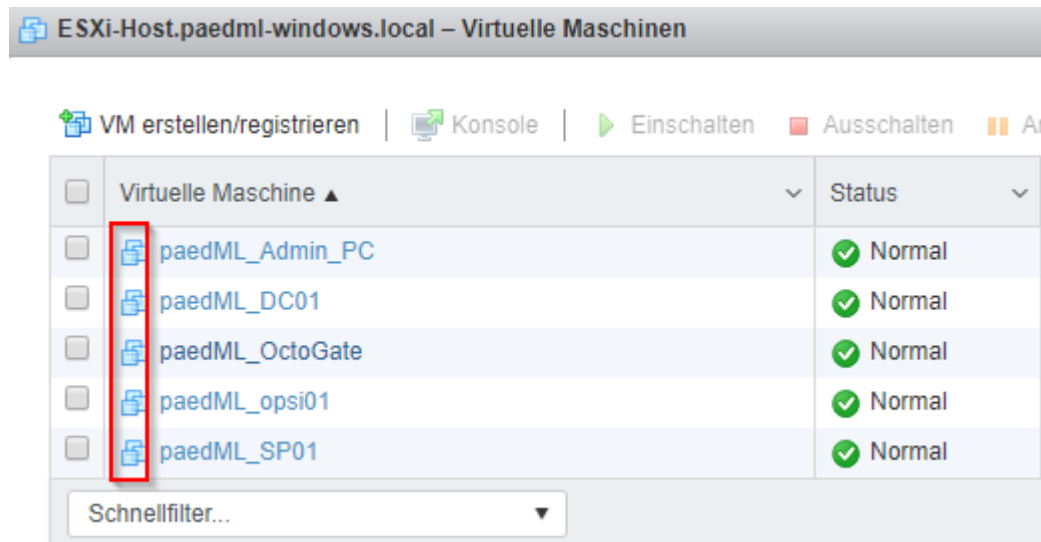 ESXi-Host.paedml-windows.local – Virtuelle Maschinen
VM erstellen/registrieren Konsole Einschalten Ausschalten
Virtuelle Maschine ▲ Status
paedML_Admin_PC Normal
paedML_DC01 Normal
paedML_OctoGate Normal
paedML_opsi01 Normal
paedML_SP01 Normal
Schnellfilter...